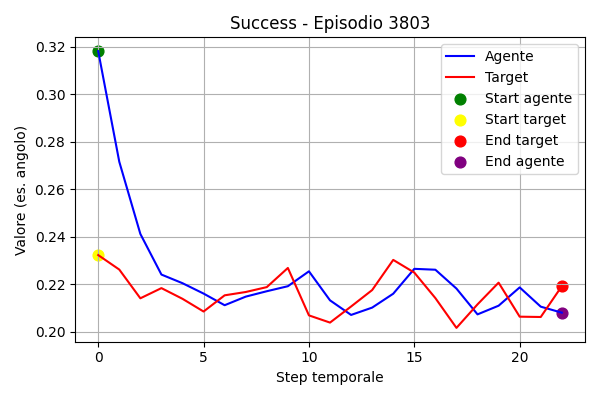 Success - Episodio 3803
Valore (es. angolo)
0.32
0.30
0.28
0.26
0.24
0.22
0.20
Agente
Target
Start agente
Start target
End target
End agente
0
5
10
15
20
Step temporale